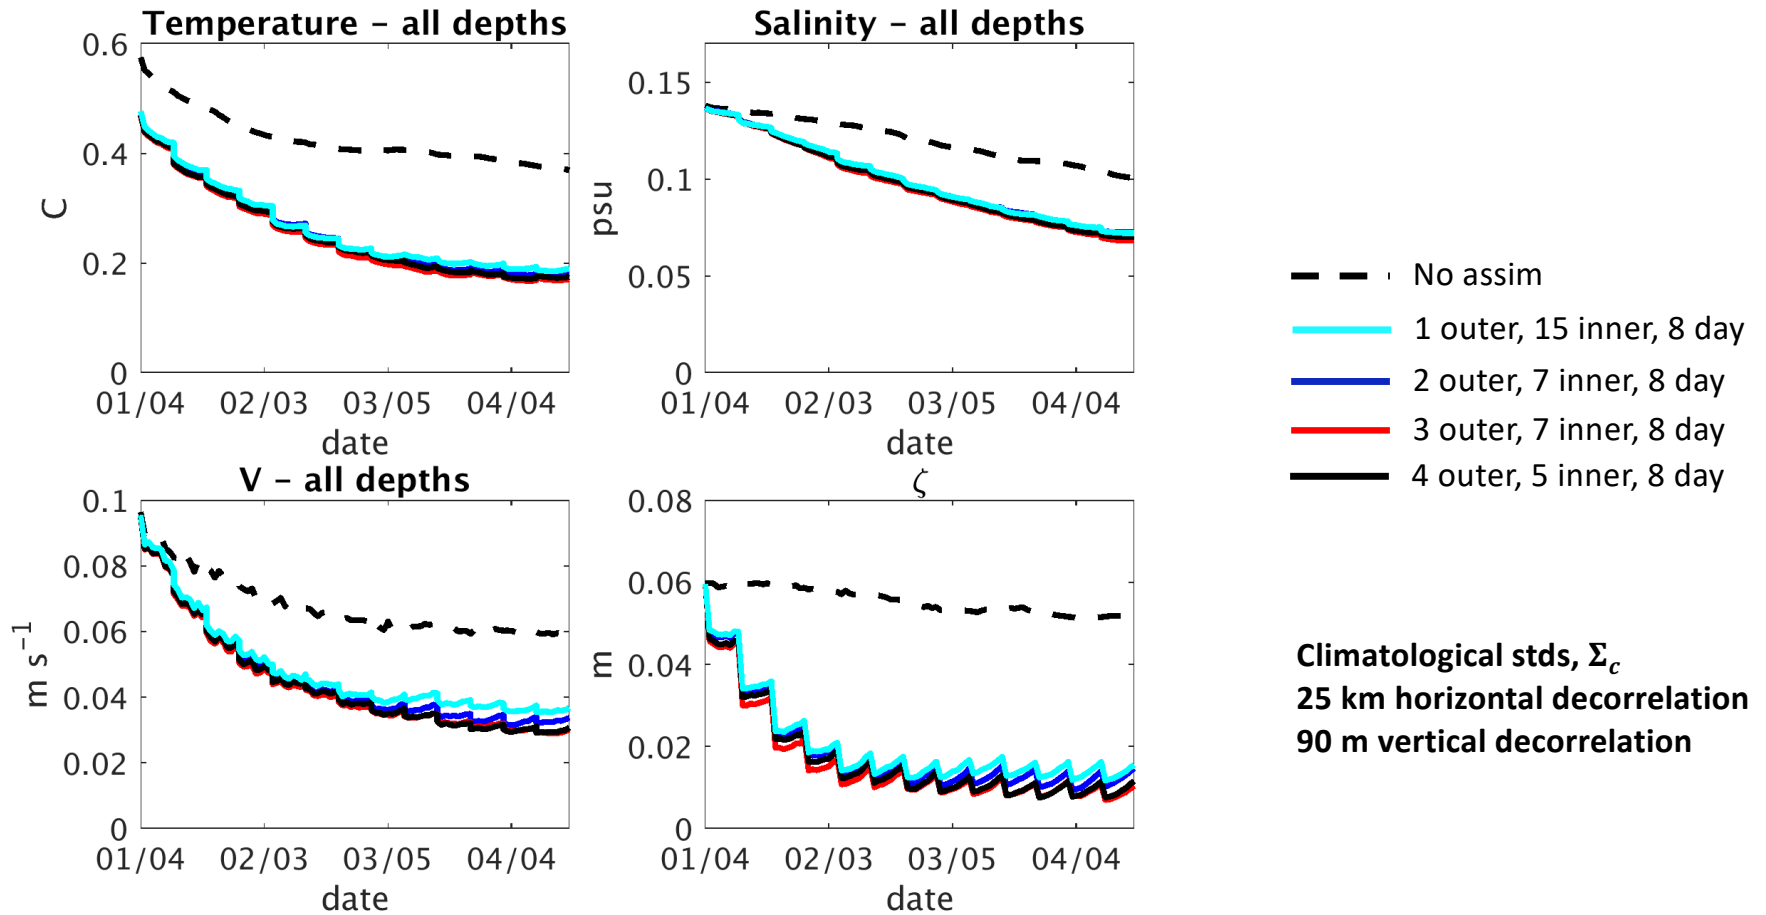 Temperature – all depths
0.6
0.4
0.2
0
C
01/04 02/03 03/05 04/04
date
Salinity – all depths
0.15
0.1
0.05
0
psu
01/04 02/03 03/05 04/04
date
V – all depths
0.1
0.08
0.06
0.04
0.02
0
m s⁻¹
01/04 02/03 03/05 04/04
date
ζ
0.08
0.06
0.04
0.02
0
m
01/04 02/03 03/05 04/04
date
No assim
1 outer, 15 inner, 8 day
2 outer, 7 inner, 8 day
3 outer, 7 inner, 8 day
4 outer, 5 inner, 8 day
Climatological stds, Σc
25 km horizontal decorrelation
90 m vertical decorrelation